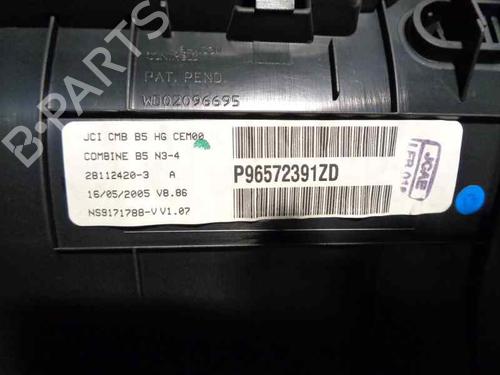 PAT. PEND
WD02096695
JCI CMB B5 HG CEM00
COMBINE B5 N3-4
28112420-3 A
16/05/2005 V8.86
NS9171788-V V1.07
P96572391ZD
JCAE
B-PARTS